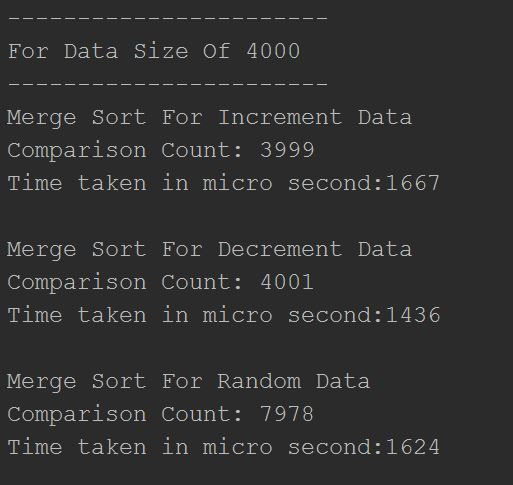 -----------------------
For Data Size Of 4000
-----------------------
Merge Sort For Increment Data
Comparison Count: 3999
Time taken in micro second:1667

Merge Sort For Decrement Data
Comparison Count: 4001
Time taken in micro second:1436

Merge Sort For Random Data
Comparison Count: 7978
Time taken in micro second:1624